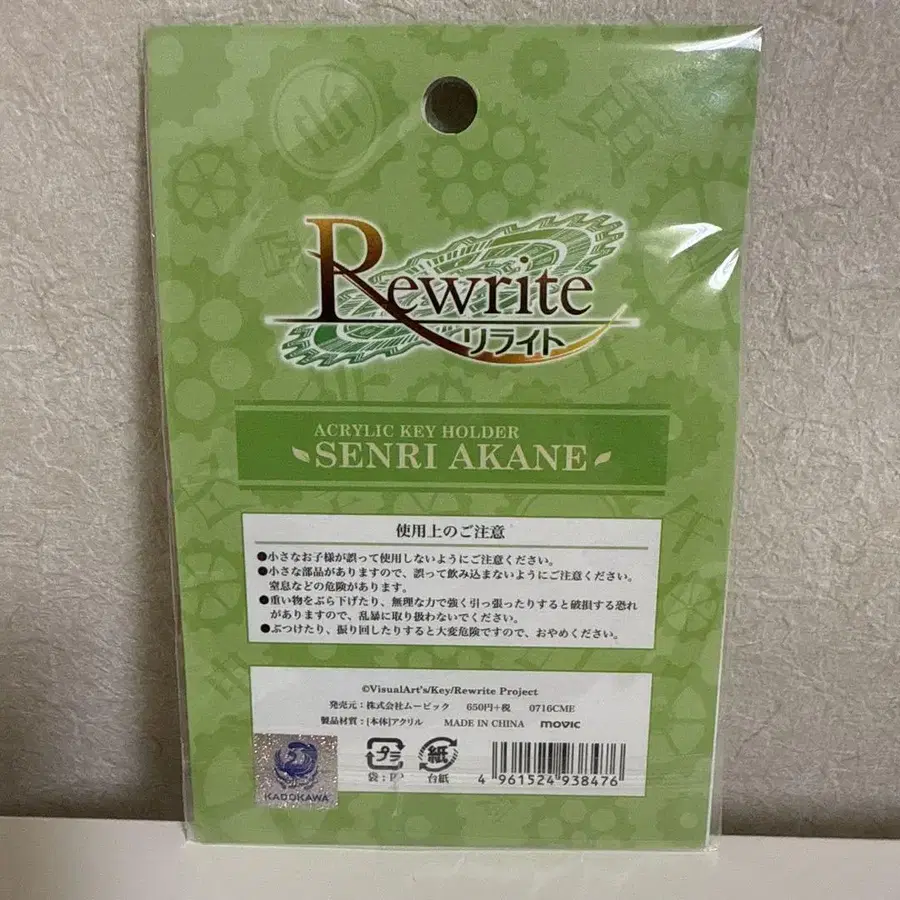 Rewrite
リライト
ACRYLIC KEY HOLDER
SENRI AKANE
使用上のご注意
●小さなお子様が誤って使用しないようにご注意ください。
●小さな部品がありますので、誤って飲み込まないようにご注意ください。
窒息などの危険があります。
●重い物をぶら下げたり、無理な力で強く引っ張ったりすると破損する恐れ
がありますので、乱暴に取り扱わないでください。
●ぶつけたり、振り回したりすると大変危険ですので、おやめください。
©VisualArt's/Key/Rewrite Project
発売元：株式会社ムービック 650円+税 0716CME
製品材質：[本体]アクリル MADE IN CHINA movic
プラ 紙
袋：PP 台紙
4 961524 938476
KADOKAWA